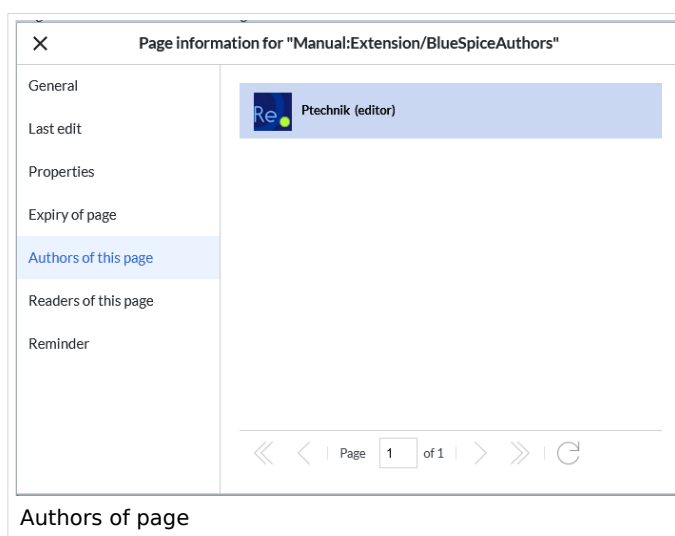 Page information for "Manual:Extension/BlueSpiceAuthors"
General
Last edit
Properties
Expiry of page
Authors of this page
Readers of this page
Reminder
Re
Ptechnik (editor)
Page 1 of 1
Authors of page